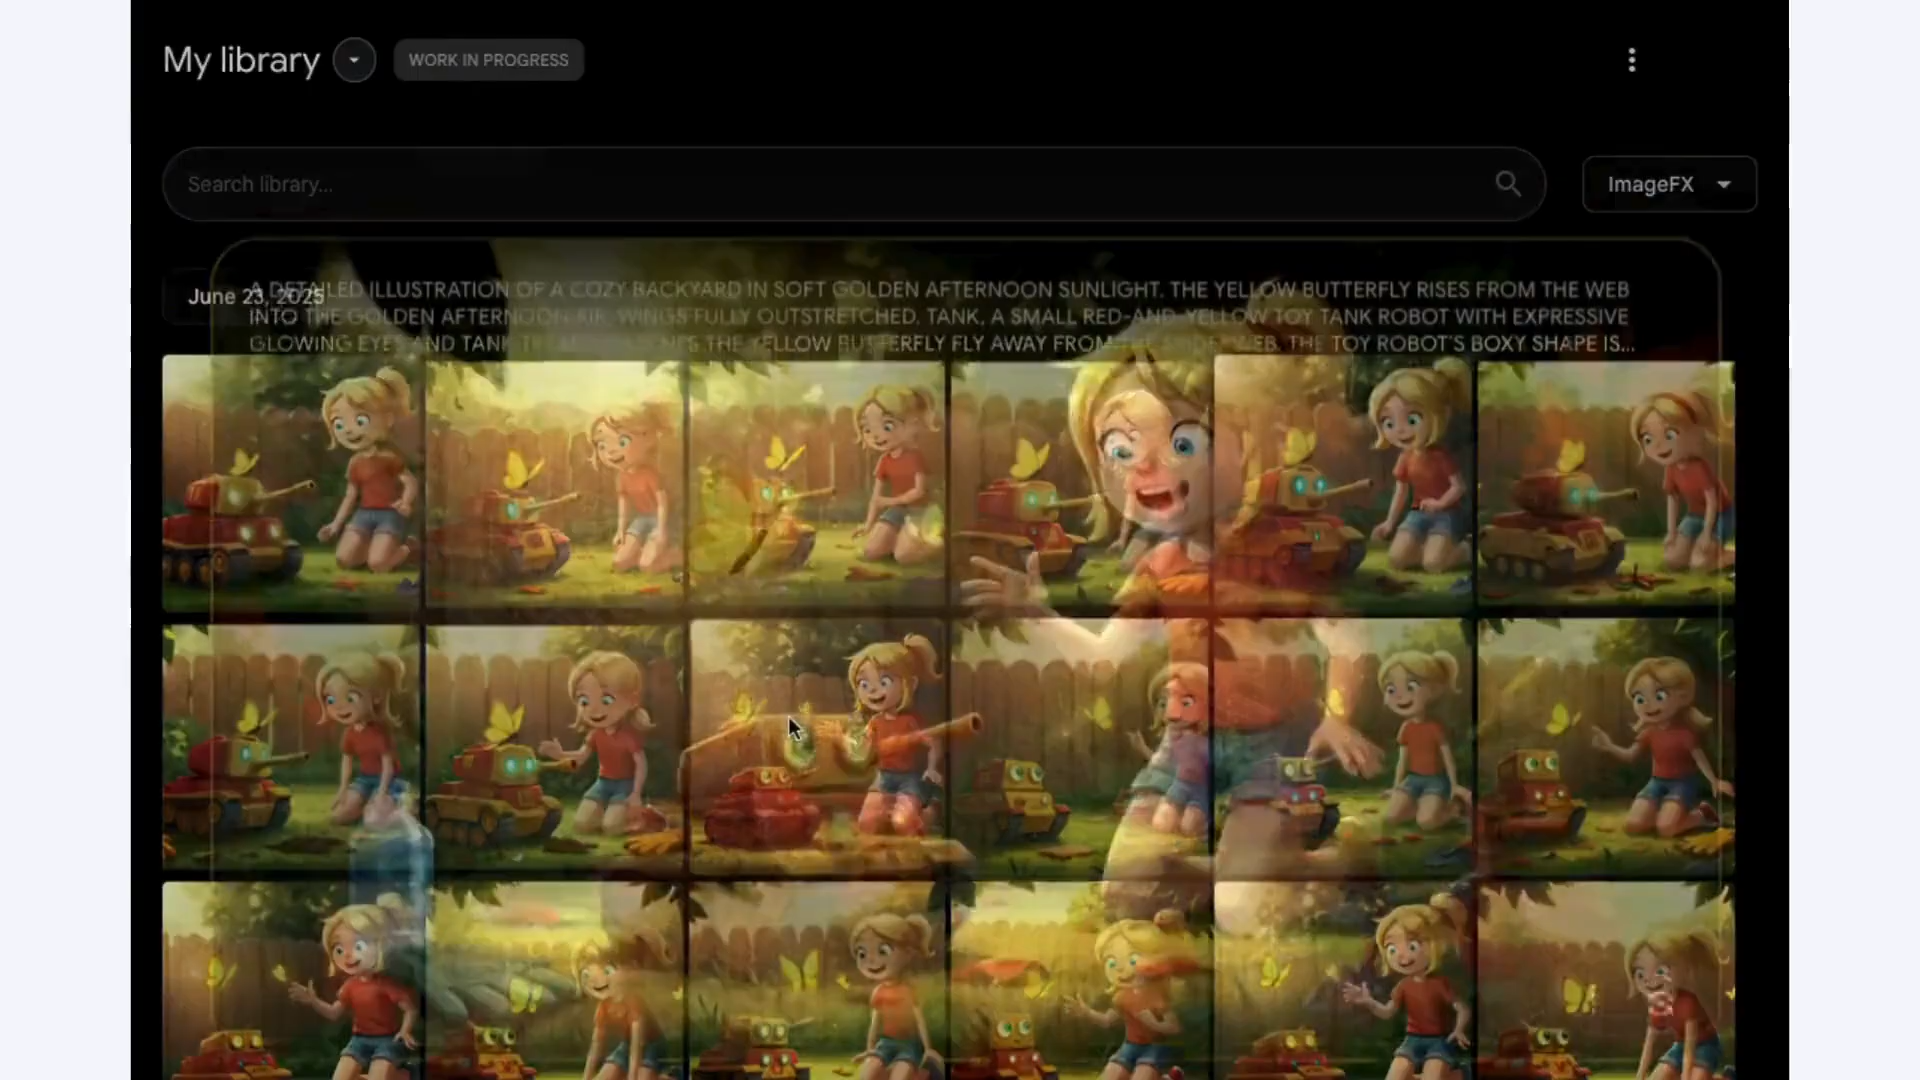 My library
WORK IN PROGRESS
Search library...
ImageFX
June 23, 2025
A DETAILED ILLUSTRATION OF A COZY BACKYARD IN SOFT GOLDEN AFTERNOON SUNLIGHT. THE YELLOW BUTTERFLY RISES FROM THE WEB
INTO THE GOLDEN AFTERNOON AIR, WINGS FULLY OUTSTRETCHED. TANK, A SMALL RED-AND-YELLOW TOY TANK ROBOT WITH EXPRESSIVE
GLOWING EYES AND TANK THE YELLOW BUTTERFLY FLY AWAY FROM THE TOY ROBOT'S BOXY SHAPE IS...